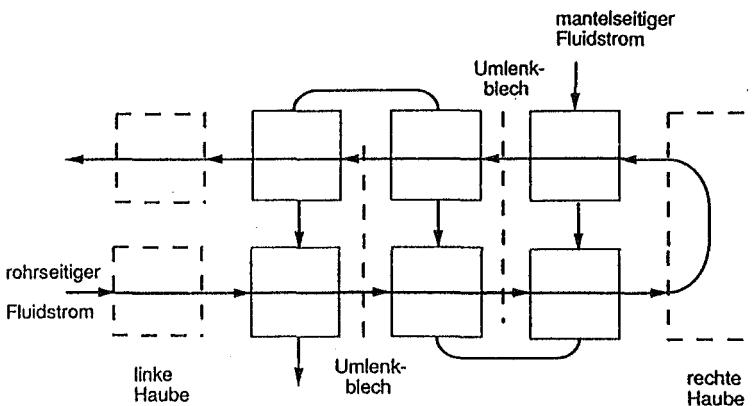 mantelseitiger
Fluidstrom
Umlenk-
blech
rohrseitiger
Fluidstrom
Umlenk-
blech
linke
Haube
rechte
Haube